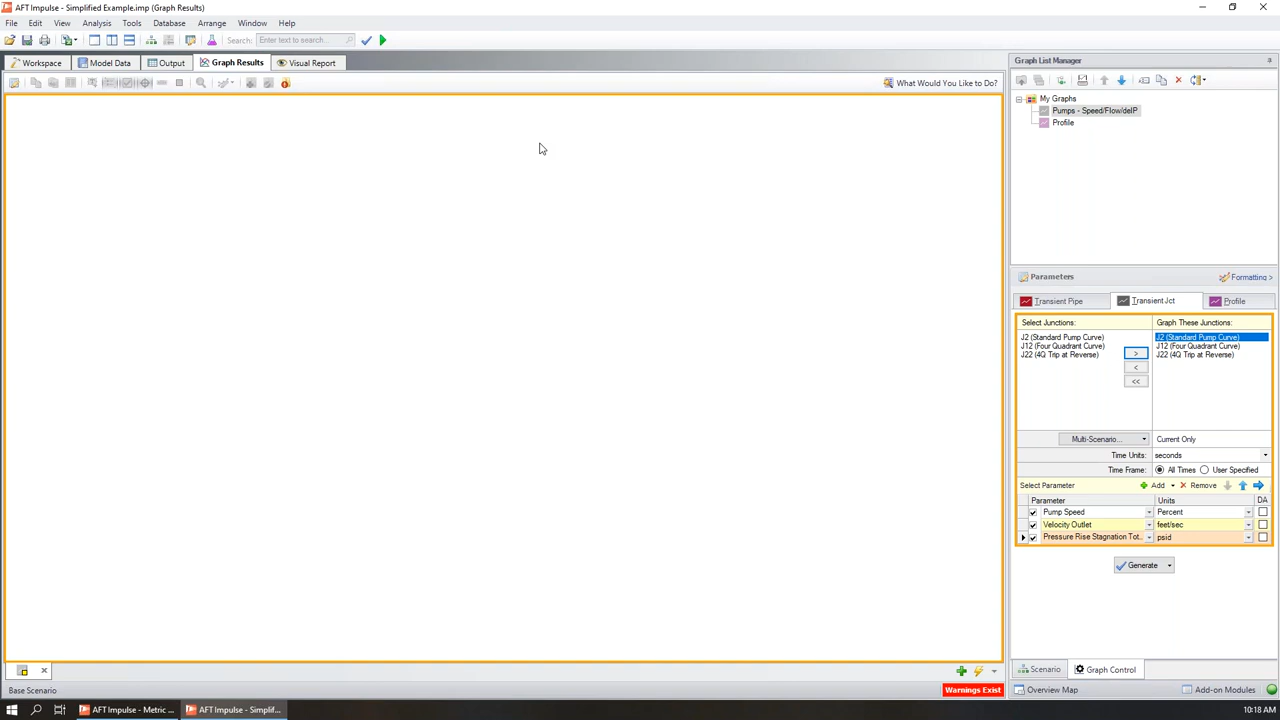 AFT Impulse - Simplified Example.imp (Graph Results)
File Edit View Analysis Tools Database Arrange Window Help
Search: Enter text to search...
Workspace Model Data Output Graph Results Visual Report
What Would You Like to Do?
Graph List Manager
My Graphs
Pumps - Speed/Flow/delP
Profile
Parameters Formatting >
Transient Pipe Transient Jct Profile
Select Junctions: Graph These Junctions:
J2 (Standard Pump Curve) J2 (Standard Pump Curve)
J12 (Four Quadrant Curve) > J12 (Four Quadrant Curve)
J22 (4Q Trip at Reverse) J22 (4Q Trip at Reverse)
<
<<
Multi-Scenario... Current Only
Time Units: seconds
Time Frame: All Times User Specified
Select Parameter Add Remove
Parameter Units DA
Pump Speed Percent
Velocity Outlet feet/sec
Pressure Rise Stagnation Tot... psid
Generate
Scenario Graph Control
Base Scenario Warnings Exist Overview Map Add-on Modules
AFT Impulse - Metric ... AFT Impulse - Simplif... 10:18 AM